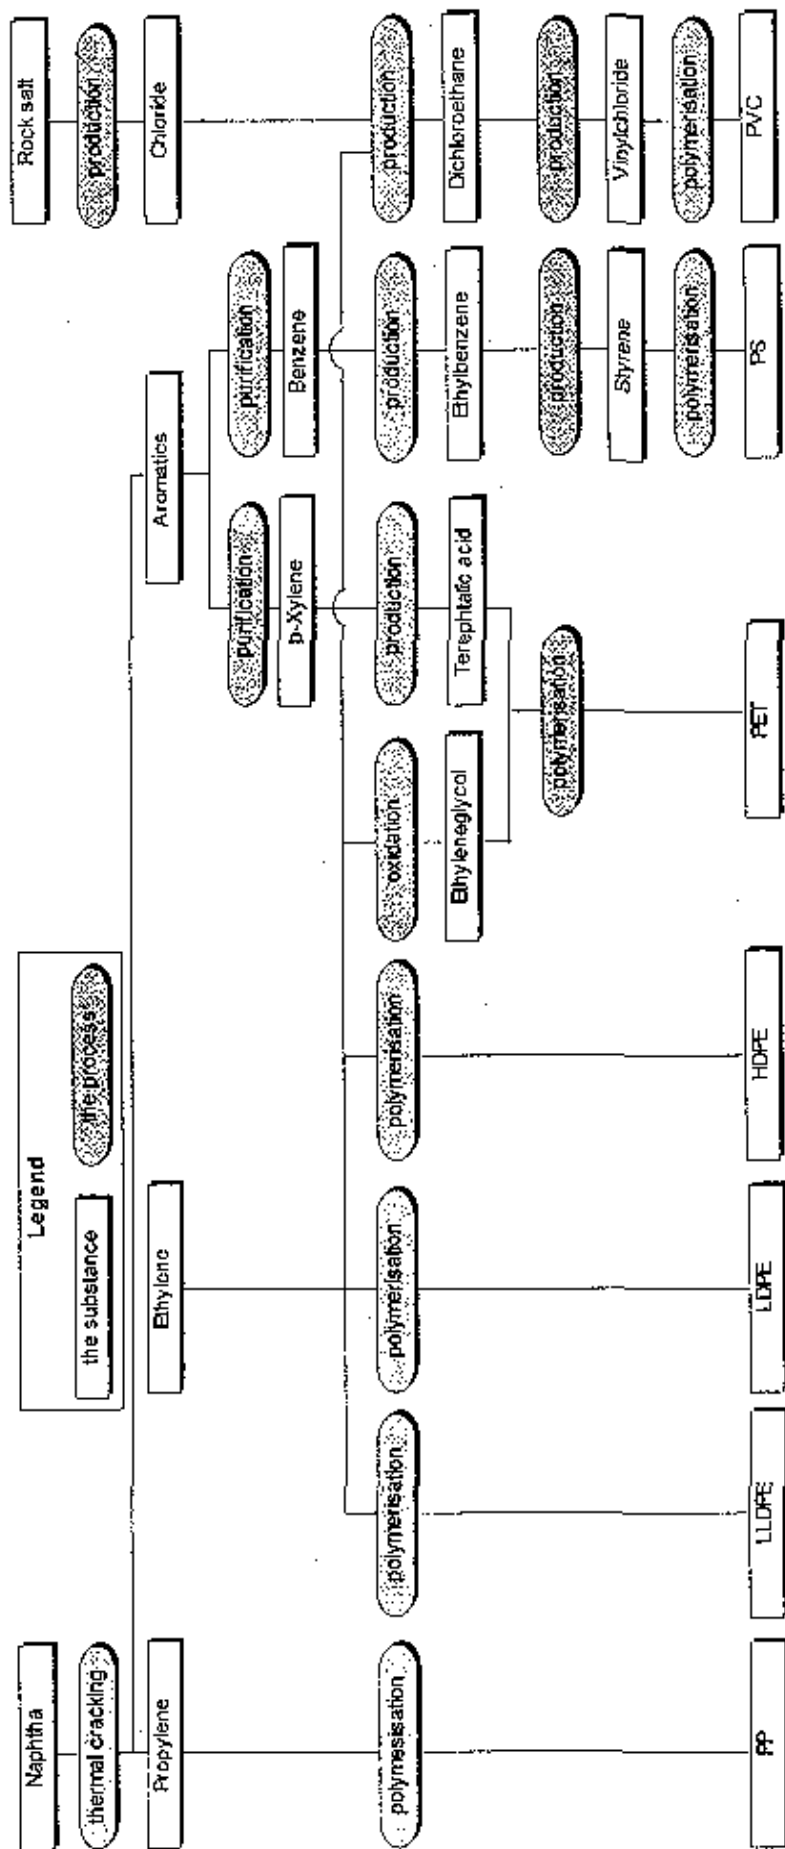 Legend
the substance
the process
Naphtha
thermal cracking
Propylene
Ethylene
Aromatics
Rock salt
production
Chloride
purification
purification
p-Xylene
Benzene
polymesisation
polymerisation
polymerisation
polymerisation
oxidation
production
production
production
Ethyleneglycol
Terephtalic acid
Ethylbenzene
Dichloroethane
polymerisation
production
production
Styrene
Vinylchloride
polymerisation
polymerisation
PP
LLDPE
LDPE
HDPE
PET
PS
PVC